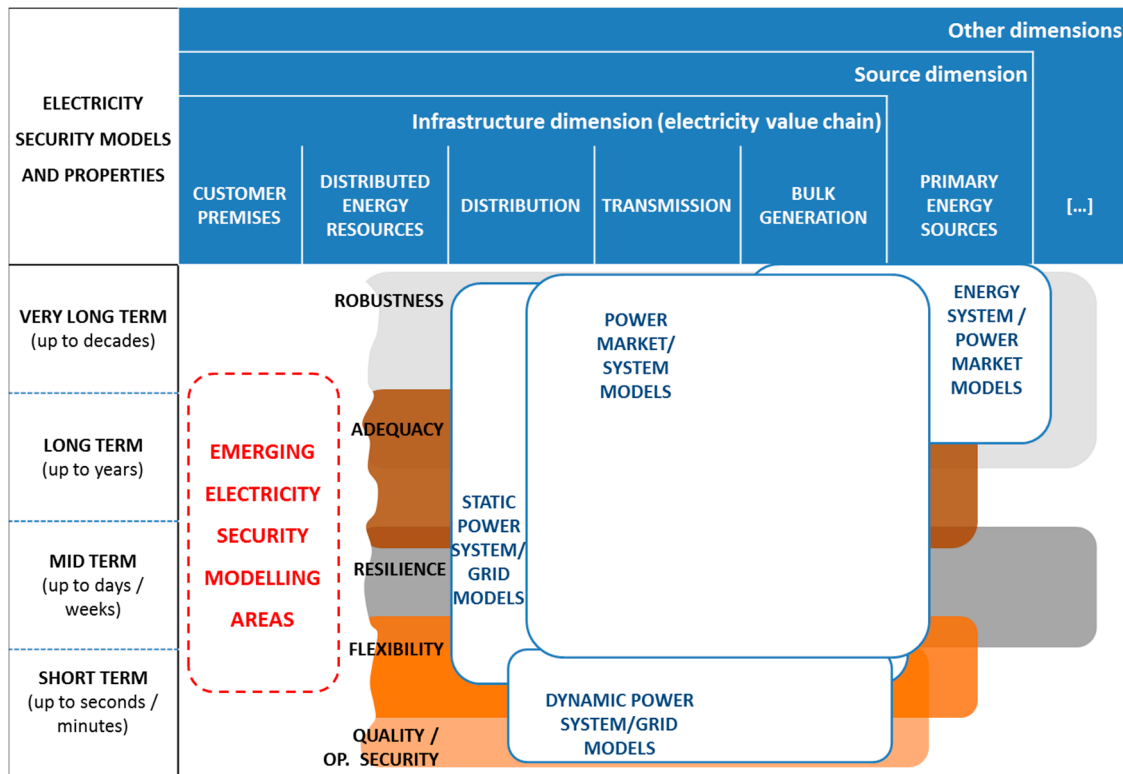 Other dimensions
Source dimension
Infrastructure dimension (electricity value chain)
ELECTRICITY
SECURITY MODELS
AND PROPERTIES
CUSTOMER
PREMISES
DISTRIBUTED
ENERGY
RESOURCES
DISTRIBUTION
TRANSMISSION
BULK
GENERATION
PRIMARY
ENERGY
SOURCES
[...]
VERY LONG TERM
(up to decades)
LONG TERM
(up to years)
MID TERM
(up to days /
weeks)
SHORT TERM
(up to seconds /
minutes)
EMERGING
ELECTRICITY
SECURITY
MODELLING
AREAS
ROBUSTNESS
ADEQUACY
RESILIENCE
FLEXIBILITY
QUALITY /
OP. SECURITY
STATIC
POWER
SYSTEM/
GRID
MODELS
POWER
MARKET/
SYSTEM
MODELS
ENERGY
SYSTEM /
POWER
MARKET
MODELS
DYNAMIC POWER
SYSTEM/GRID
MODELS